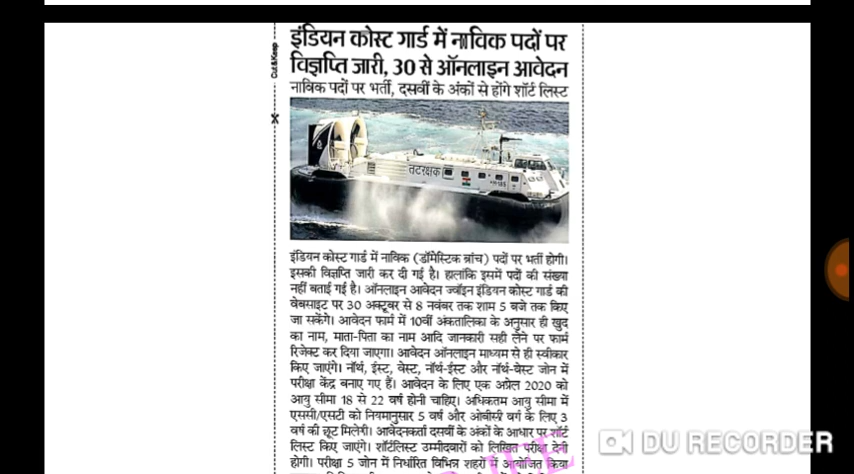 इंडियन कोस्ट गार्ड में नाविक पदों पर
विज्ञप्ति जारी, 30 से ऑनलाइन आवेदन
नाविक पदों पर भर्ती, दसवीं के अंकों से होंगे शॉर्ट लिस्ट
Cut & Keep
तटरक्षक
इंडियन कोस्ट गार्ड में नाविक (डॉमेस्टिक ब्रांच) पदों पर भर्ती होगी।
इसकी विज्ञप्ति जारी कर दी गई है। हालांकि इसमें पदों की संख्या
नहीं बताई गई है। ऑनलाइन आवेदन ज्वॉइन इंडियन कोस्ट गार्ड की
वेबसाइट पर 30 अक्टूबर से 8 नवंबर तक शाम 5 बजे तक किए
जा सकेंगे। आवेदन फार्म में 10वीं अंकतालिका के अनुसार ही खुद
का नाम, माता-पिता का नाम आदि जानकारी सही लेने पर फार्म
रिजेक्ट कर दिया जाएगा। आवेदन ऑनलाइन माध्यम से ही स्वीकार
किए जाएंगे। नॉर्थ, ईस्ट, वेस्ट, नॉर्थ-ईस्ट और नॉर्थ-वेस्ट जोन में
परीक्षा केंद्र बनाए गए हैं। आवेदन के लिए एक अप्रेल 2020 को
आयु सीमा 18 से 22 वर्ष होनी चाहिए। अधिकतम आयु सीमा में
एससी/एसटी को नियमानुसार 5 वर्ष और ओबीसी वर्ग के लिए 3
वर्ष की छूट मिलेगी। आवेदनकर्ता दसवीं के अंकों के आधार पर शॉर्ट
लिस्ट किए जाएंगे। शॉर्टलिस्ट उम्मीदवारों को लिखित परीक्षा देनी
होगी। परीक्षा 5 जोन में निर्धारित विभिन्न शहरों में आयोजित किया
DU RECORDER